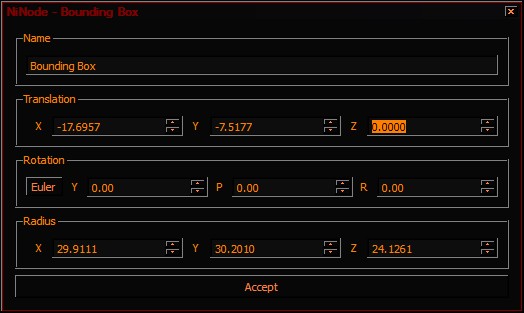 NiNode - Bounding Box
Name
Bounding Box
Translation
X -17.6957 Y -7.5177 Z 0.0000
Rotation
Euler Y 0.00 P 0.00 R 0.00
Radius
X 29.9111 Y 30.2010 Z 24.1261
Accept